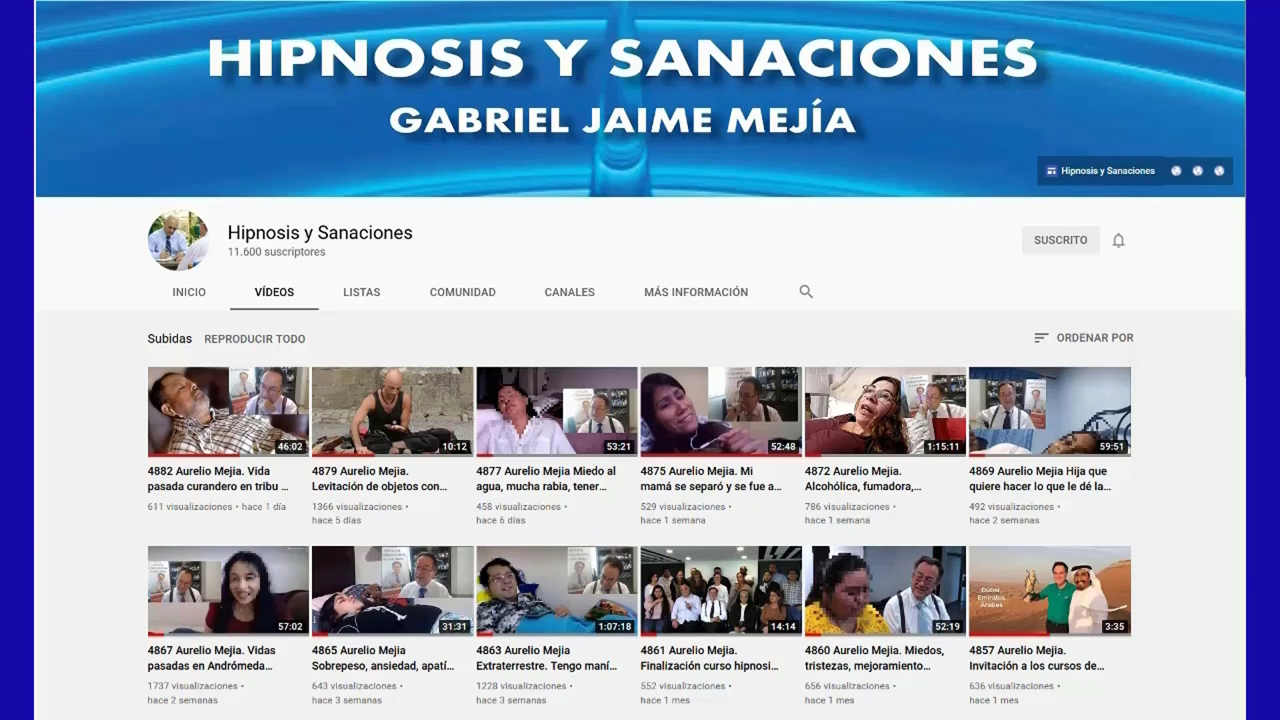 HIPNOSIS Y SANACIONES
GABRIEL JAIME MEJÍA
Hipnosis y Sanaciones
Hipnosis y Sanaciones
11.600 suscriptores
SUSCRITO
INICIO VÍDEOS LISTAS COMUNIDAD CANALES MÁS INFORMACIÓN
Subidas REPRODUCIR TODO ORDENAR POR
46:02 10:12 53:21 52:48 1:15:11 59:51
4882 Aurelio Mejia. Vida
pasada curandero en tribu ...
611 visualizaciones • hace 1 día
4879 Aurelio Mejia.
Levitación de objetos con...
1366 visualizaciones •
hace 5 días
4877 Aurelio Mejia Miedo al
agua, mucha rabia, tener...
458 visualizaciones •
hace 6 días
4875 Aurelio Mejia. Mi
mamá se separó y se fue a...
529 visualizaciones •
hace 1 semana
4872 Aurelio Mejia.
Alcohólica, fumadora,...
786 visualizaciones •
hace 1 semana
4869 Aurelio Mejia Hija que
quiere hacer lo que le dé la...
492 visualizaciones •
hace 2 semanas
Dubai,
Emiratos
Árabes
57:02 31:31 1:07:18 14:14 52:19 3:35
4867 Aurelio Mejia. Vidas
pasadas en Andrómeda...
1737 visualizaciones •
hace 2 semanas
4865 Aurelio Mejia.
Sobrepeso, ansiedad, apatí...
643 visualizaciones •
hace 3 semanas
4863 Aurelio Mejia
Extraterrestre. Tengo maní...
1228 visualizaciones •
hace 3 semanas
4861 Aurelio Mejia.
Finalización curso hipnosi...
552 visualizaciones •
hace 1 mes
4860 Aurelio Mejia. Miedos,
tristezas, mejoramiento...
656 visualizaciones •
hace 1 mes
4857 Aurelio Mejia.
Invitación a los cursos de...
636 visualizaciones •
hace 1 mes